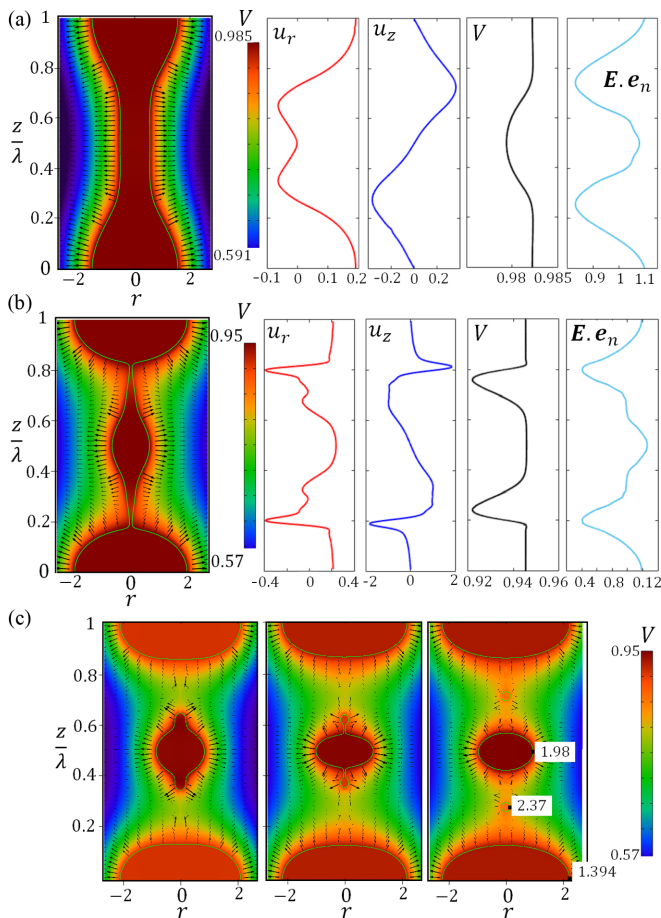 (a) V u_r u_z V E.e_n
1 0.985
0.8
0.6
z/λ
0.4
0.2
0 0.591
−2 0 2 −0.1 0 0.1 0.2 −0.2 0 0.2 0.98 0.985 0.9 1 1.1
r
(b) V u_r u_z V E.e_n
1 0.95
0.8
0.6
z/λ
0.4
0.2
0 0.57
−2 0 2 −0.4 0 0.4 −2 0 2 0.92 0.94 0.96 0.4 0.8 0.12
r
(c)
1 V
0.95
0.8
0.6
z/λ 1.98
0.4
2.37
0.2 0.57
1.394
−2 0 2 −2 0 2 −2 0 2
r r r